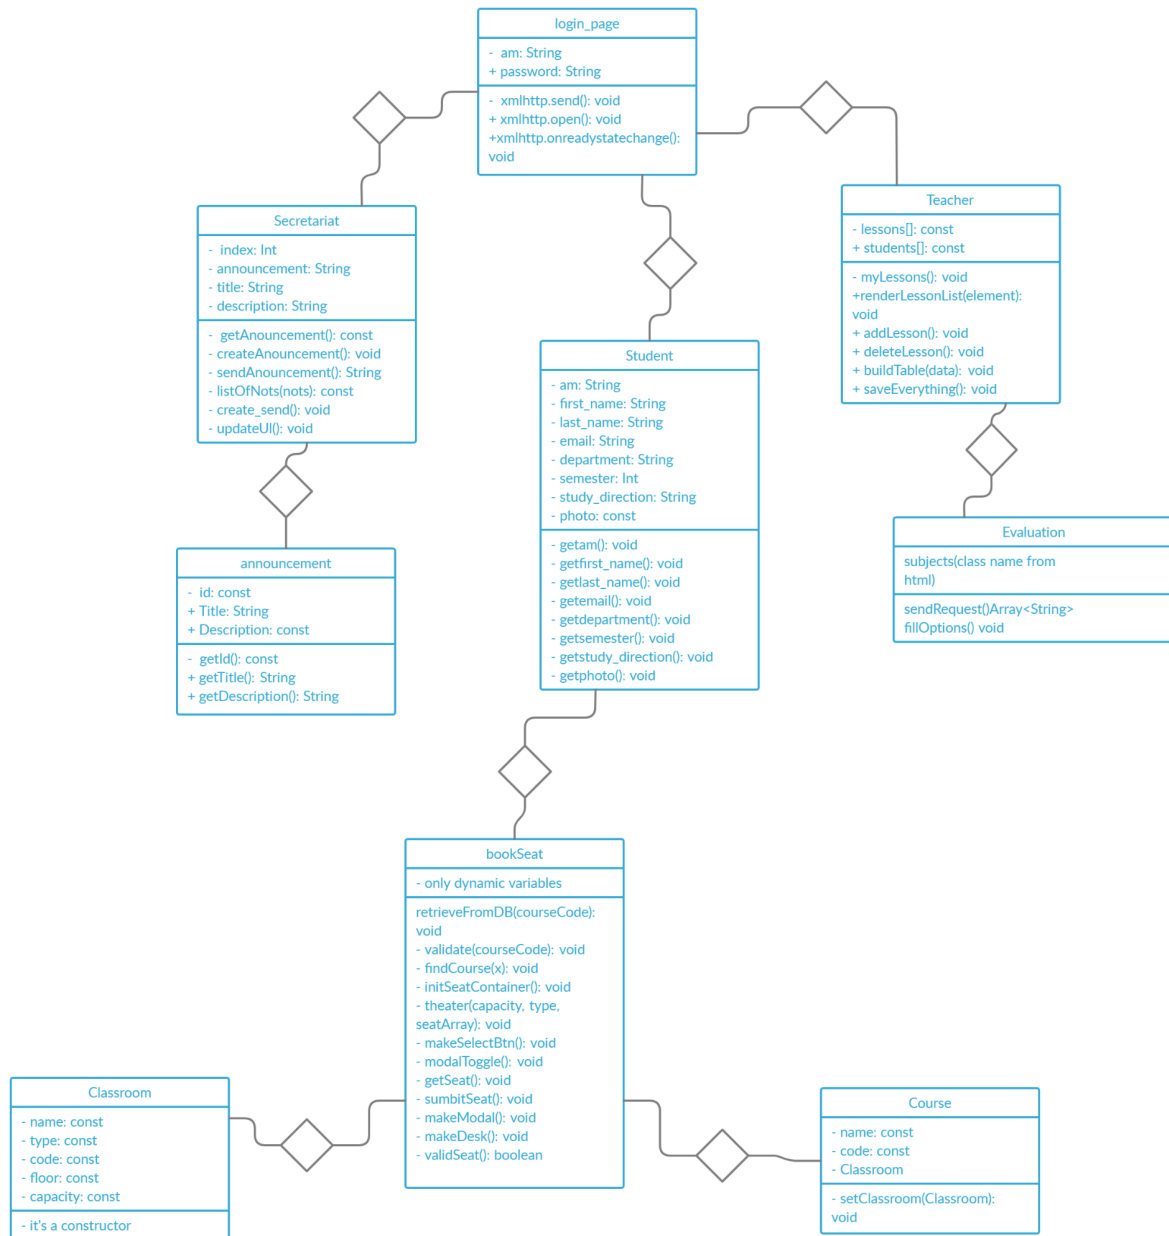 login_page
- am: String
+ password: String
- xmlhttp.send(): void
+ xmlhttp.open(): void
+xmlhttp.onreadystatechange():
void
Secretariat
- index: Int
- announcement: String
- title: String
- description: String
- getAnouncement(): const
- createAnouncement(): void
- sendAnouncement(): String
- listOfNots(nots): const
- create_send(): void
- updateUI(): void
Teacher
- lessons[]: const
+ students[]: const
- myLessons(): void
+renderLessonList(element):
void
+ addLesson(): void
+ deleteLesson(): void
+ buildTable(data): void
+ saveEverything(): void
Student
- am: String
- first_name: String
- last_name: String
- email: String
- department: String
- semester: Int
- study_direction: String
- photo: const
- getam(): void
- getfirst_name(): void
- getlast_name(): void
- getemail(): void
- getdepartment(): void
- getsemester(): void
- getstudy_direction(): void
- getphoto(): void
Evaluation
subjects(class name from
html)
sendRequest()Array<String>
fillOptions() void
announcement
- id: const
+ Title: String
+ Description: const
- getId(): const
+ getTitle(): String
+ getDescription(): String
bookSeat
- only dynamic variables
retrieveFromDB(courseCode):
void
- validate(courseCode): void
- findCourse(x): void
- initSeatContainer(): void
- theater(capacity, type,
seatArray): void
- makeSelectBtn(): void
- modalToggle(): void
- getSeat(): void
- sumbitSeat(): void
- makeModal(): void
- makeDesk(): void
- validSeat(): boolean
Classroom
- name: const
- type: const
- code: const
- floor: const
- capacity: const
- it's a constructor
Course
- name: const
- code: const
- Classroom
- setClassroom(Classroom):
void